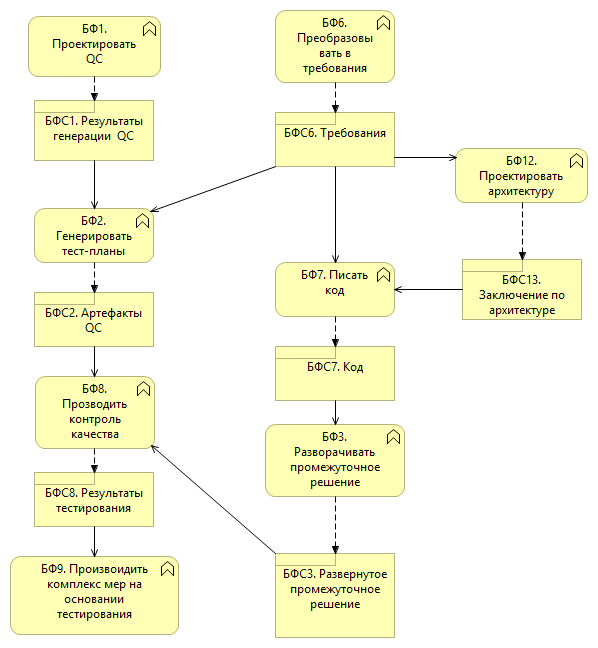 БФ1.
Проектировать
QC
БФ6.
Преобразовы
вать в
требования
БФС1. Результаты
генерации QC
БФС6. Требования
БФ12.
Проектировать
архитектуру
БФ2.
Генерировать
тест-планы
БФ7. Писать
код
БФС13.
Заключение по
архитектуре
БФС2. Артефакты
QC
БФС7. Код
БФ8.
Прозводить
контроль
качества
БФ3.
Разворачивать
промежуточное
решение
БФС8. Результаты
тестирования
БФ9. Произвоидить
комплекс мер на
основании
тестирования
БФС3. Развернутое
промежуточное
решение